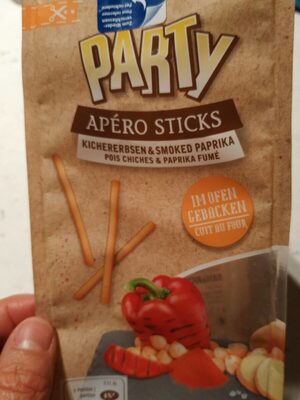 PARTY
APÉRO STICKS
KICHERERBSEN & SMOKED PAPRIKA
POIS CHICHES & PAPRIKA FUMÉ
IM OFEN
GEBACKEN
CUIT AU FOUR